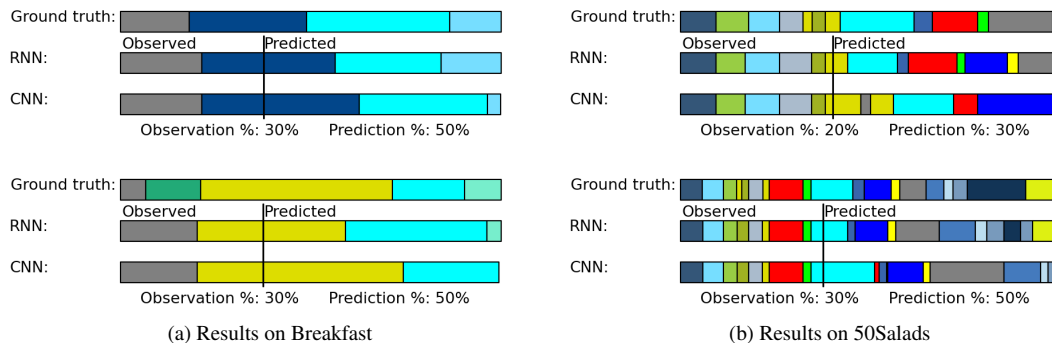 Ground truth:
Observed Predicted
RNN:
CNN:
Observation %: 30% Prediction %: 50%
Ground truth:
Observed Predicted
RNN:
CNN:
Observation %: 30% Prediction %: 50%
(a) Results on Breakfast
Ground truth:
Observed Predicted
RNN:
CNN:
Observation %: 20% Prediction %: 30%
Ground truth:
Observed Predicted
RNN:
CNN:
Observation %: 30% Prediction %: 50%
(b) Results on 50Salads